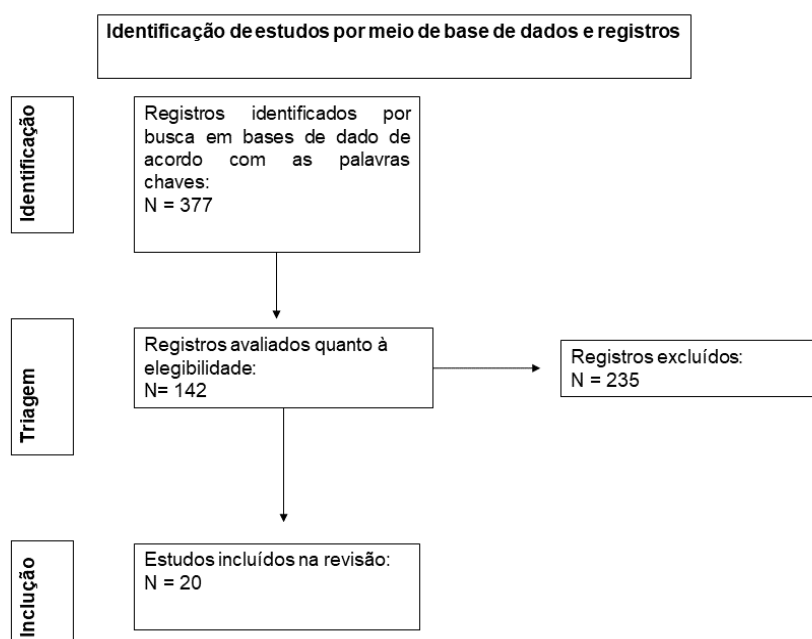 Identificação de estudos por meio de base de dados e registros
Identificação
Registros identificados por
busca em bases de dado de
acordo com as palavras
chaves:
N = 377
Triagem
Registros avaliados quanto à
elegibilidade:
N= 142
Registros excluídos:
N = 235
Inclução
Estudos incluídos na revisão:
N = 20